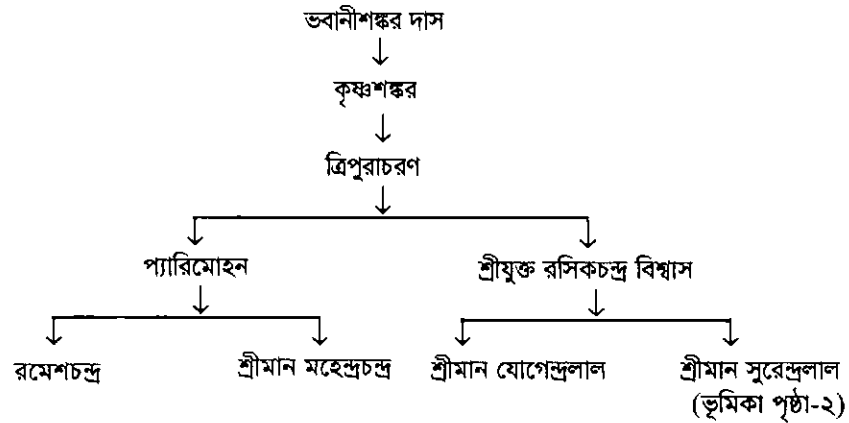 ভবানীশঙ্কর দাস
কৃষ্ণশঙ্কর
ত্রিপুরাচরণ
প্যারিমোহন শ্রীযুক্ত রসিকচন্দ্র বিশ্বাস
রমেশচন্দ্র শ্রীমান মহেন্দ্রচন্দ্র শ্রীমান যোগেন্দ্রলাল শ্রীমান সুরেন্দ্রলাল
(ভূমিকা পৃষ্ঠা-২)